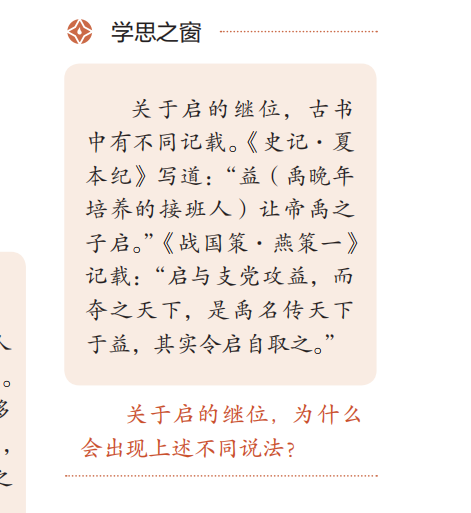 学思之窗
关于启的继位，古书
中有不同记载。《史记·夏
本纪》写道：“益（禹晚年
培养的接班人）让帝禹之
子启。”《战国策·燕策一》
记载：“启与支党攻益，而
夺之天下，是禹名传天下
于益，其实令启自取之。”
关于启的继位，为什么
会出现上述不同说法？